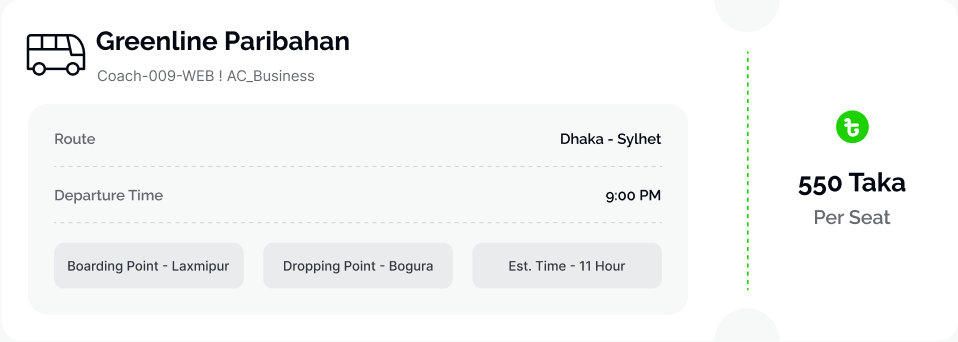 Greenline Paribahan
Coach-009-WEB ! AC_Business
Route
Dhaka - Sylhet
Departure Time
9:00 PM
Boarding Point - Laxmipur
Dropping Point - Bogura
Est. Time - 11 Hour
৳
550 Taka
Per Seat